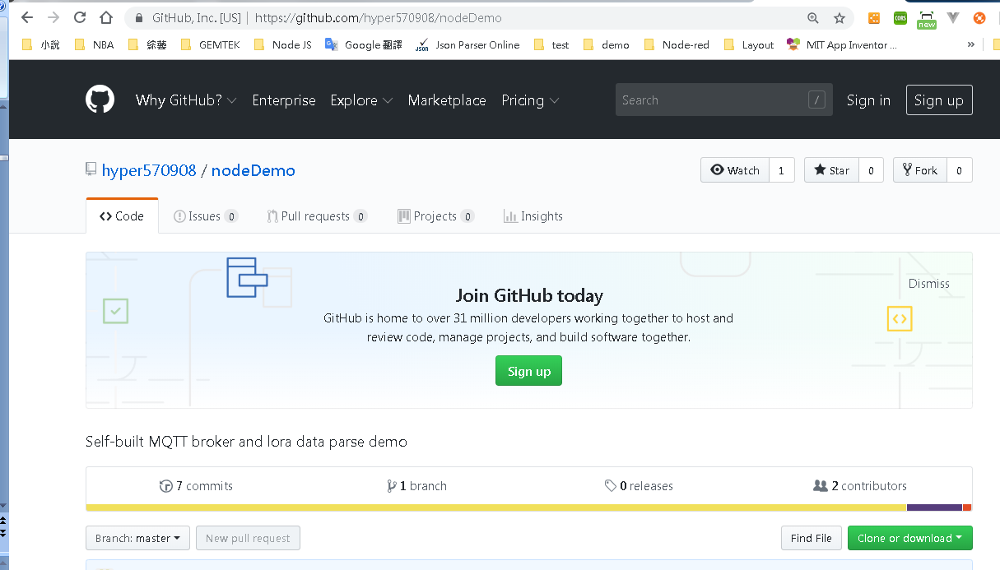 GitHub, Inc. [US] | https://github.com/hyper570908/nodeDemo
new
小說 NBA 綜藝 GEMTEK Node JS Google 翻譯 JSON Json Parser Online test demo Node-red Layout MIT App Inventor ... »
Why GitHub? Enterprise Explore Marketplace Pricing Search / Sign in Sign up
hyper570908 / nodeDemo Watch 1 Star 0 Fork 0
Code Issues 0 Pull requests 0 Projects 0 Insights
Dismiss
Join GitHub today
GitHub is home to over 31 million developers working together to host and
review code, manage projects, and build software together.
Sign up
Self-built MQTT broker and lora data parse demo
7 commits 1 branch 0 releases 2 contributors
Branch: master New pull request Find File Clone or download